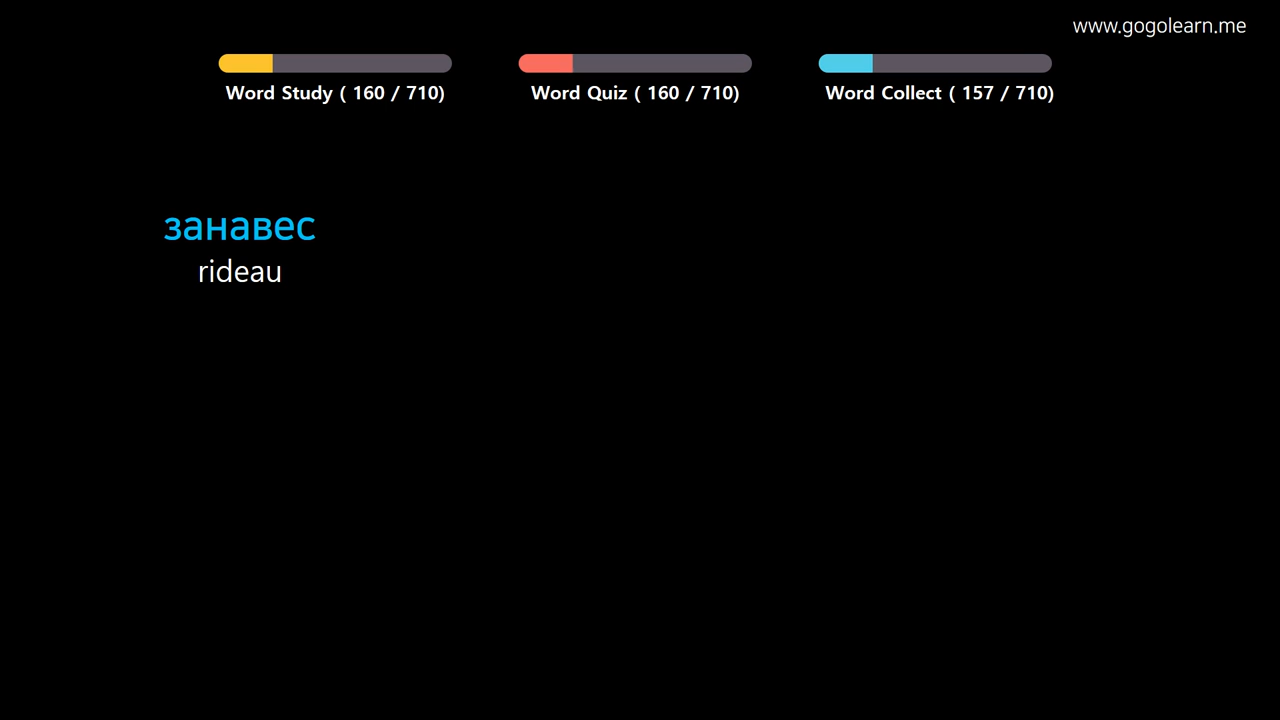 www.gogolearn.me
Word Study ( 160 / 710)
Word Quiz ( 160 / 710)
Word Collect ( 157 / 710)
занавес
rideau